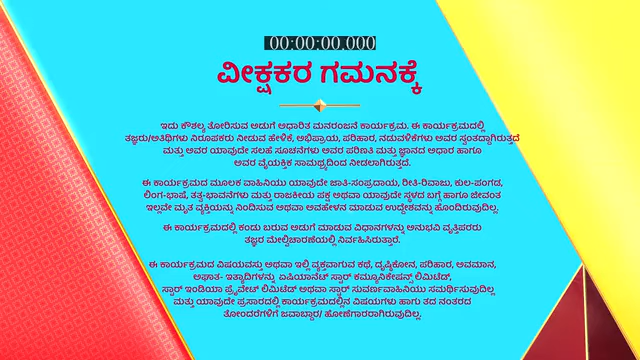 00:00:00.000
ವೀಕ್ಷಕರ ಗಮನಕ್ಕೆ
ಇದು ಕೌಶಲ್ಯ ತೋರಿಸುವ ಅಡುಗೆ ಆಧಾರಿತ ಮನರಂಜನೆ ಕಾರ್ಯಕ್ರಮ. ಈ ಕಾರ್ಯಕ್ರಮದಲ್ಲಿ
ತಜ್ಞರು/ಅತಿಥಿಗಳು ನಿರೂಪಕರು ನೀಡುವ ಹೇಳಿಕೆ, ಅಭಿಪ್ರಾಯ, ಪರಿಹಾರ, ನಡುವಳಿಕೆಗಳು ಅವರ ಸ್ವಂತದ್ದಾಗಿರುತ್ತದೆ
ಮತ್ತು ಅವರ ಯಾವುದೇ ಸಲಹೆ ಸೂಚನೆಗಳು ಅವರ ಪರಿಣತಿ ಮತ್ತು ಜ್ಞಾನದ ಅಧಾರ ಹಾಗೂ
ಅವರ ವೈಯಕ್ತಿಕ ಸಾಮರ್ಥ್ಯದಿಂದ ನೀಡಲಾಗಿರುತ್ತದೆ.
ಈ ಕಾರ್ಯಕ್ರಮದ ಮೂಲಕ ವಾಹಿನಿಯು ಯಾವುದೇ ಜಾತಿ-ಸಂಪ್ರದಾಯ, ರೀತಿ-ರಿವಾಜು, ಕುಲ-ಪಂಗಡ,
ಲಿಂಗ-ಭಾಷೆ, ತತ್ವ-ಭಾವನೆಗಳು ಮತ್ತು ರಾಜಕೀಯ ಪಕ್ಷ ಅಥವಾ ಯಾವುದೇ ಸ್ಥಳದ ಬಗ್ಗೆ ಹಾಗೂ ಜೀವಂತ
ಇಲ್ಲವೇ ಮೃತ ವ್ಯಕ್ತಿಯನ್ನು ನಿಂದಿಸುವ ಅಥವಾ ಅವಹೇಳನ ಮಾಡುವ ಉದ್ದೇಶವನ್ನು ಹೊಂದಿರುವುದಿಲ್ಲ.
ಈ ಕಾರ್ಯಕ್ರಮದಲ್ಲಿ ಕಂಡು ಬರುವ ಅಡುಗೆ ಮಾಡುವ ವಿಧಾನಗಳನ್ನು ಅನುಭವಿ ವೃತ್ತಿಪರರು
ತಜ್ಞರ ಮೇಲ್ವಿಚಾರಣೆಯಲ್ಲಿ ನಿರ್ವಹಿಸಿರುತ್ತಾರೆ.
ಈ ಕಾರ್ಯಕ್ರಮದ ವಿಷಯವಸ್ತು ಅಥವಾ ಇಲ್ಲಿ ವ್ಯಕ್ತವಾಗುವ ಕಥೆ, ದೃಷ್ಠಿಕೋನ, ಪರಿಹಾರ, ಅವಮಾನ,
ಅಘಾತ- ಇತ್ಯಾದಿಗಳನ್ನು ಏಷಿಯಾನೆಟ್ ಸ್ಟಾರ್ ಕಮ್ಯೂನಿಕೇಷನ್ಸ್ ಲಿಮಿಟೆಡ್,
ಸ್ಟಾರ್ ಇಂಡಿಯಾ ಪ್ರೈವೇಟ್ ಲಿಮಿಟೆಡ್ ಅಥವಾ ಸ್ಟಾರ್ ಸುವರ್ಣವಾಹಿನಿಯು ಸಮರ್ಥಿಸುವುದಿಲ್ಲ
ಮತ್ತು ಯಾವುದೇ ಪ್ರಸಾರದಲ್ಲಿ ಕಾರ್ಯಕ್ರಮದಲ್ಲಿನ ವಿಷಯಗಳು ಹಾಗು ತದ ನಂತರದ
ತೊಂದರೆಗಳಿಗೆ ಜವಾಬ್ದಾರ/ ಹೋಣೆಗಾರರಾಗಿರುವುದಿಲ್ಲ.